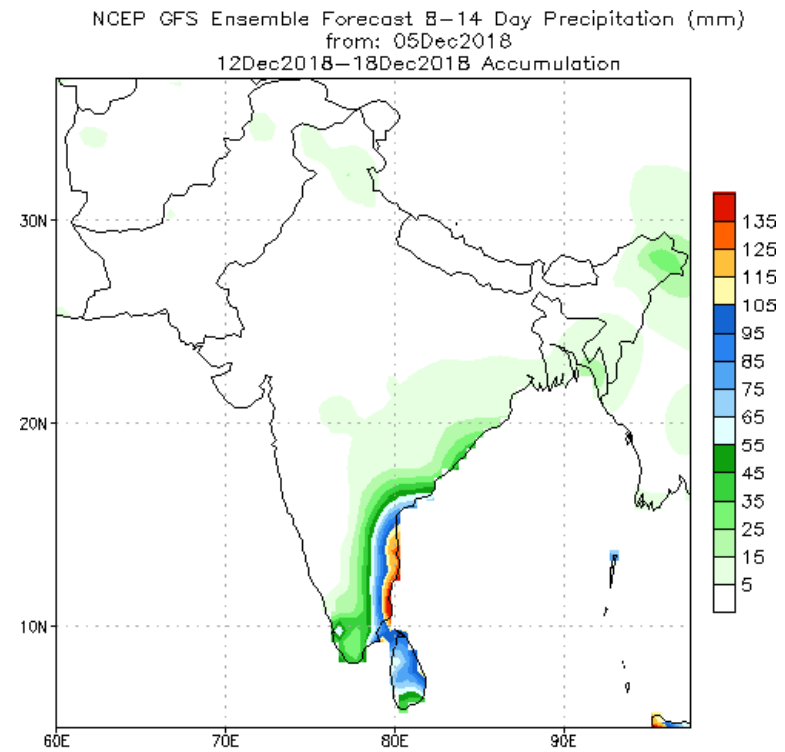 NCEP GFS Ensemble Forecast 8–14 Day Precipitation (mm)
from: 05Dec2018
12Dec2018–18Dec2018 Accumulation
30N
20N
10N
60E
70E
80E
90E
135
125
115
105
95
85
75
65
55
45
35
25
15
5